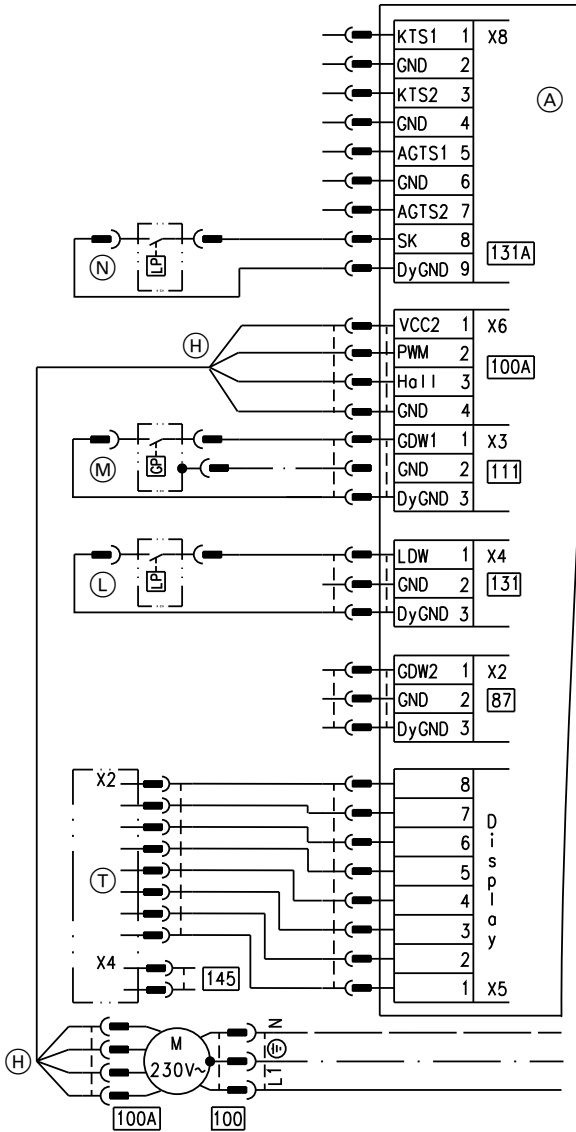 KTS1 1 X8
GND 2
KTS2 3
GND 4
A
AGTS1 5
GND 6
AGTS2 7
SK 8
131A
DyGND 9
N
LP
H
VCC2 1 X6
PWM 2
100A
Hall 3
GND 4
GDW1 1 X3
M
GP
GND 2
111
DyGND 3
LDW 1 X4
L
LP
GND 2
131
DyGND 3
GDW2 1 X2
GND 2
87
DyGND 3
X2
8
7
6
5
4
3
2
1 X5
Display
T
X4
145
H
M
230V~
N
L1
100A
100